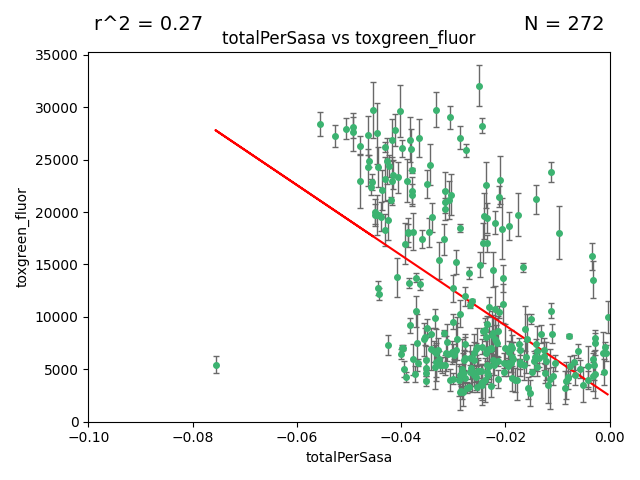 r^2 = 0.27
N = 272
totalPerSasa vs toxgreen_fluor
35000
30000
25000
20000
15000
10000
5000
0
toxgreen_fluor
−0.10
−0.08
−0.06
−0.04
−0.02
0.00
totalPerSasa